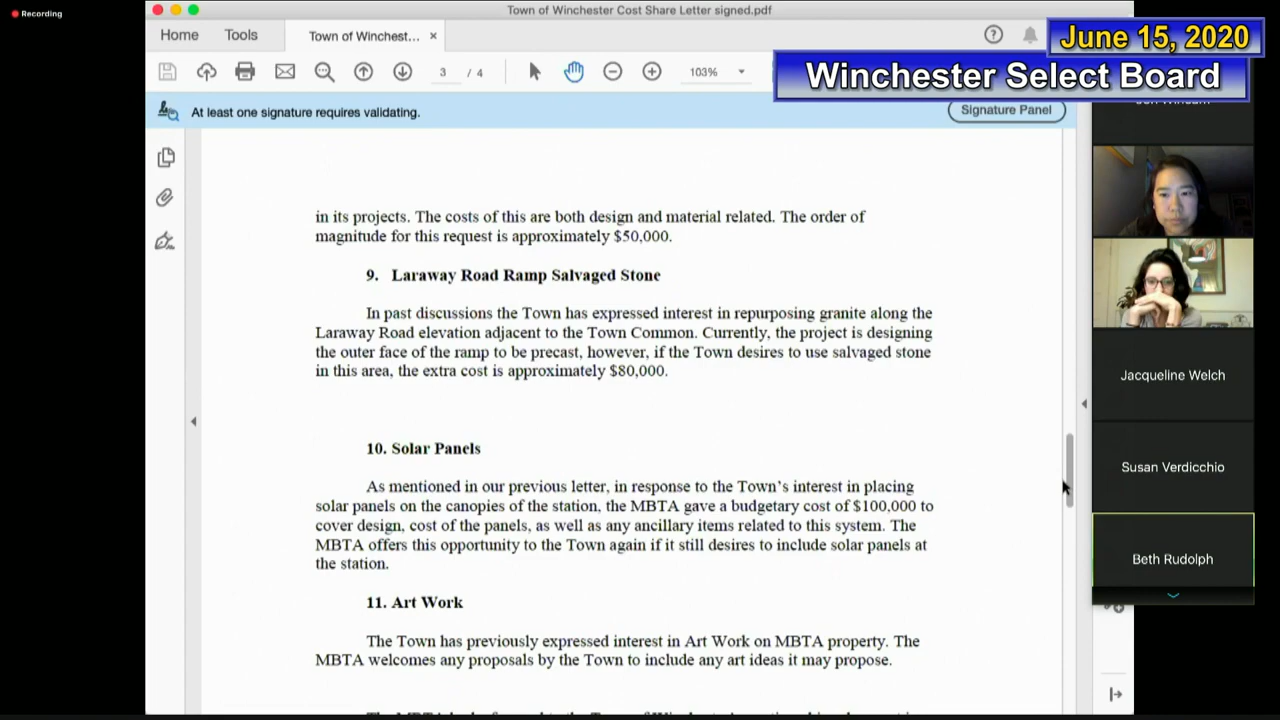 Recording
Town of Winchester Cost Share Letter signed.pdf
June 15, 2020
Winchester Select Board
Home
Tools
Town of Winchest...
3 / 4
103%
At least one signature requires validating.
Signature Panel
in its projects. The costs of this are both design and material related. The order of
magnitude for this request is approximately $50,000.
9. Laraway Road Ramp Salvaged Stone
In past discussions the Town has expressed interest in repurposing granite along the
Laraway Road elevation adjacent to the Town Common. Currently, the project is designing
the outer face of the ramp to be precast, however, if the Town desires to use salvaged stone
in this area, the extra cost is approximately $80,000.
10. Solar Panels
As mentioned in our previous letter, in response to the Town's interest in placing
solar panels on the canopies of the station, the MBTA gave a budgetary cost of $100,000 to
cover design, cost of the panels, as well as any ancillary items related to this system. The
MBTA offers this opportunity to the Town again if it still desires to include solar panels at
the station.
11. Art Work
The Town has previously expressed interest in Art Work on MBTA property. The
MBTA welcomes any proposals by the Town to include any art ideas it may propose.
Jacqueline Welch
Susan Verdicchio
Beth Rudolph